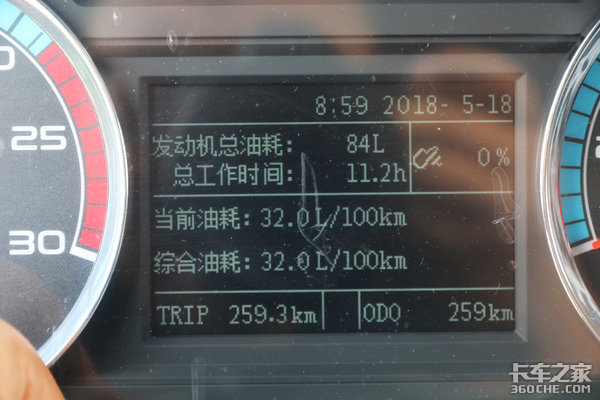 8:59 2018- 5-18
发动机总油耗: 84L
总工作时间: 11.2h
0%
当前油耗: 32.0L/100km
综合油耗: 32.0L/100km
TRIP 259.3km ODO 259km
25
30
卡车之家
360CHE.COM